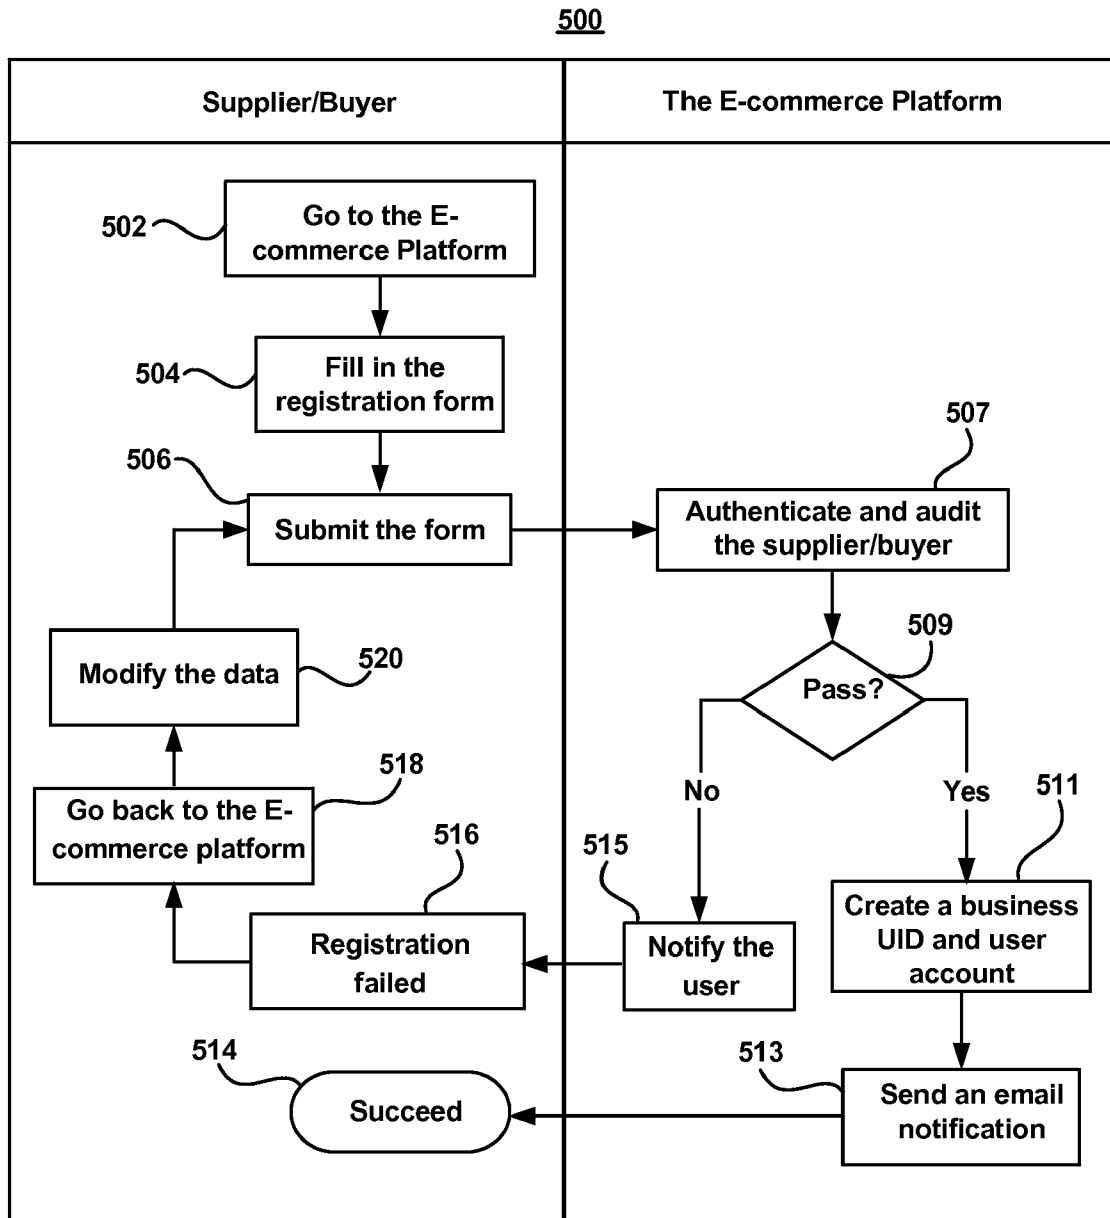 500
Supplier/Buyer
The E-commerce Platform
502
Go to the E-
commerce Platform
504
Fill in the
registration form
506
Submit the form
507
Authenticate and audit
the supplier/buyer
509
Pass?
520
Modify the data
No
Yes
518
Go back to the E-
commerce platform
511
Create a business
UID and user
account
516
Registration
failed
515
Notify the
user
514
Succeed
513
Send an email
notification